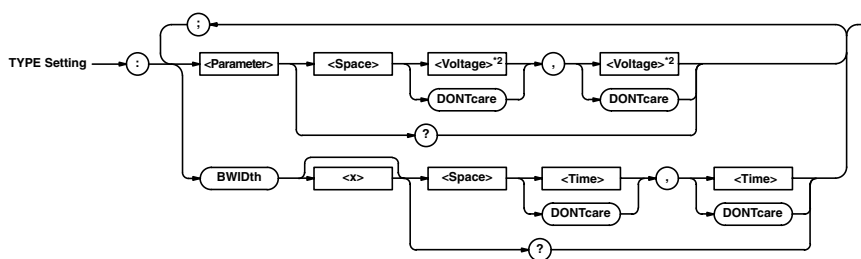 ;
TYPE Setting : <Parameter> <Space> <Voltage>*2 , <Voltage>*2
DONTcare DONTcare
?
BWIDth <x> <Space> <Time> , <Time>
DONTcare DONTcare
?